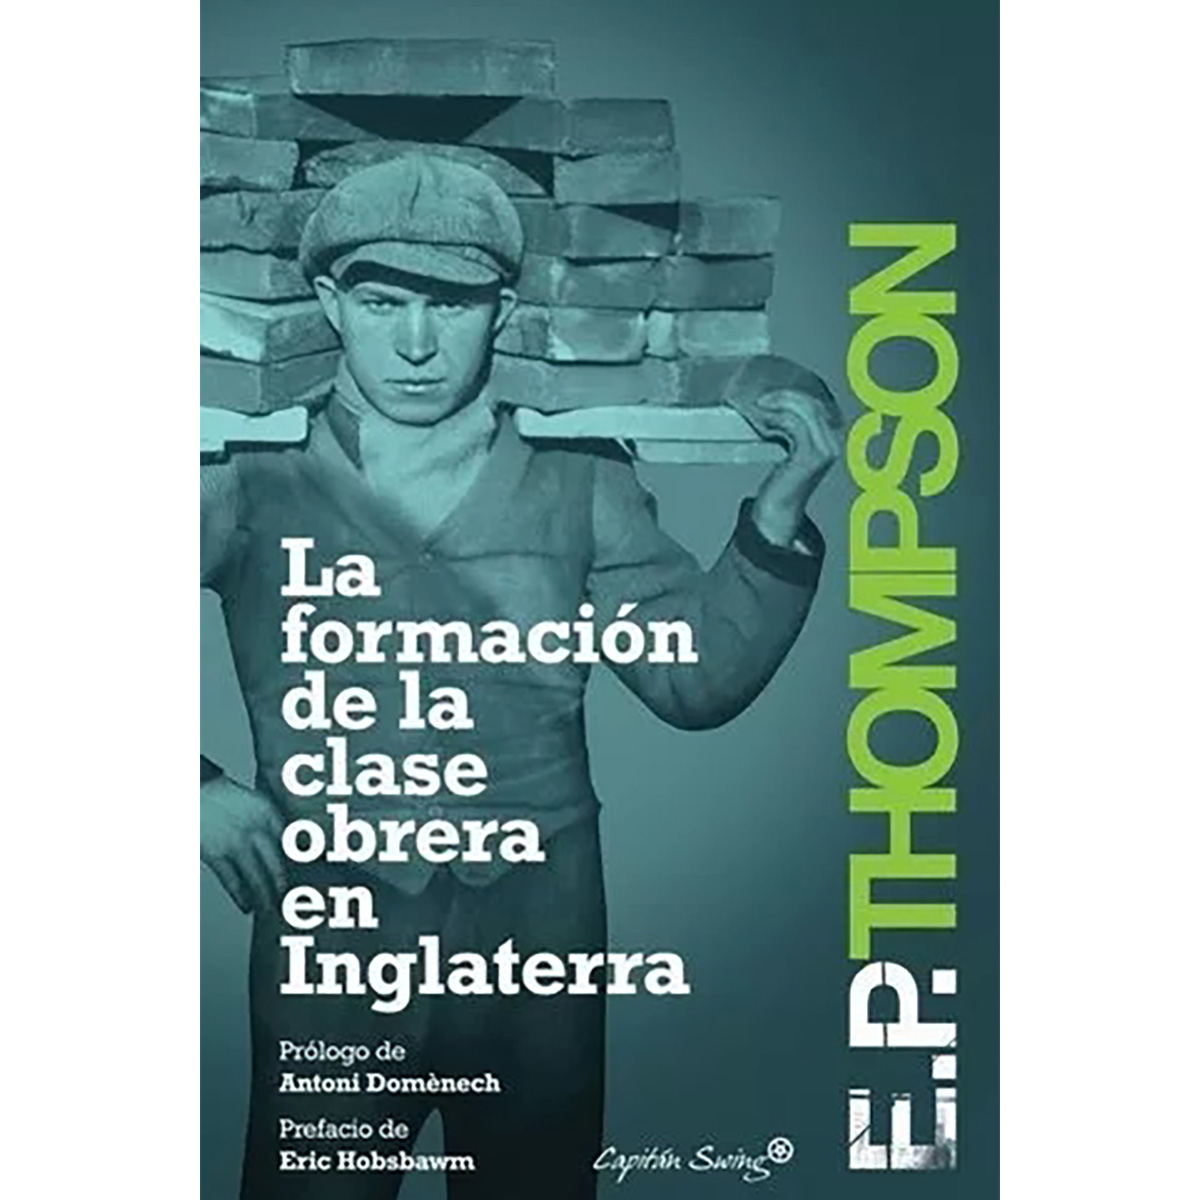 La
formación
de la
clase
obrera
en
Inglaterra
Prólogo de
Antoni Domènech
Prefacio de
Eric Hobsbawm
Capitán Swing
E.P. THOMPSON